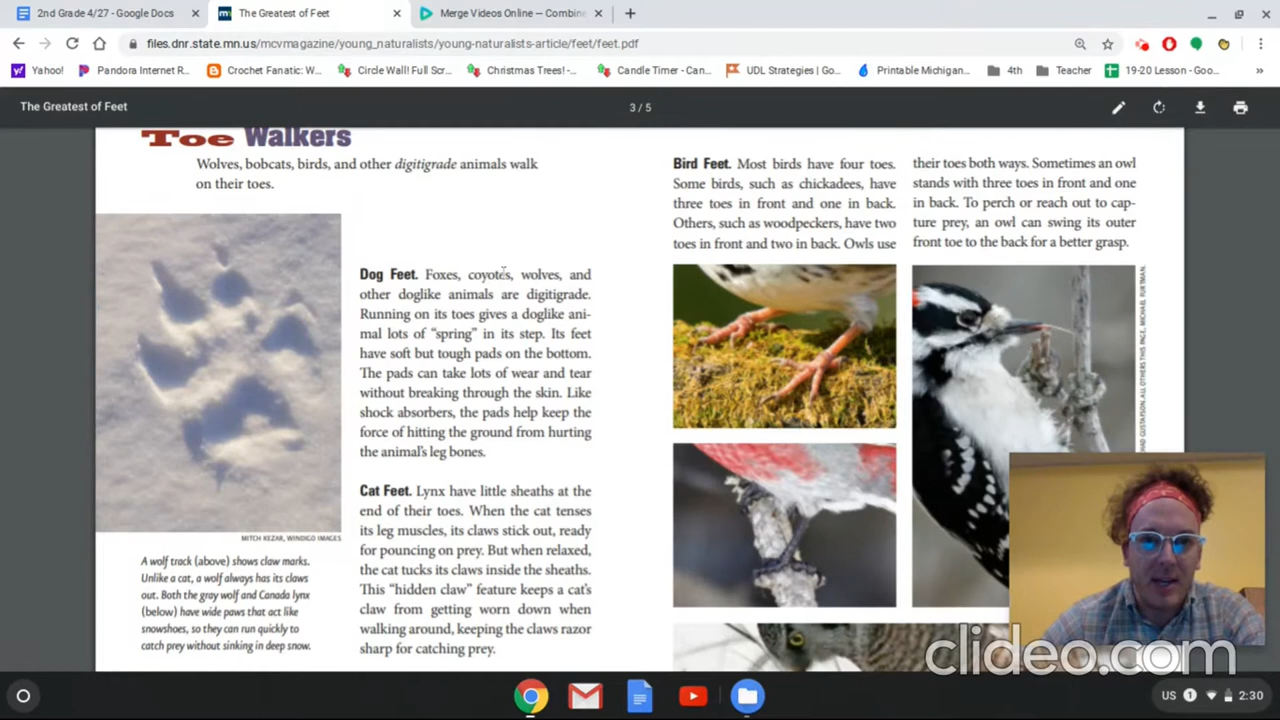 2nd Grade 4/27 - Google Docs
The Greatest of Feet
Merge Videos Online — Combine
files.dnr.state.mn.us/mcvmagazine/young_naturalists/young-naturalists-article/feet/feet.pdf
Yahoo!
Pandora Internet R...
Crochet Fanatic: W...
Circle Wall! Full Scr...
Christmas Trees! -...
Candle Timer - Can...
UDL Strategies | Go...
Printable Michigan...
4th
Teacher
19-20 Lesson - Goo...
»
The Greatest of Feet
3 / 5
Toe Walkers
Wolves, bobcats, birds, and other digitigrade animals walk
on their toes.
Dog Feet. Foxes, coyotes, wolves, and
other doglike animals are digitigrade.
Running on its toes gives a doglike ani-
mal lots of “spring” in its step. Its feet
have soft but tough pads on the bottom.
The pads can take lots of wear and tear
without breaking through the skin. Like
shock absorbers, the pads help keep the
force of hitting the ground from hurting
the animal’s leg bones.
Cat Feet. Lynx have little sheaths at the
end of their toes. When the cat tenses
its leg muscles, its claws stick out, ready
for pouncing on prey. But when relaxed,
the cat tucks its claws inside the sheaths.
This “hidden claw” feature keeps a cat’s
claw from getting worn down when
walking around, keeping the claws razor
sharp for catching prey.
MITCH KEZAR, WINDIGO IMAGES
A wolf track (above) shows claw marks.
Unlike a cat, a wolf always has its claws
out. Both the gray wolf and Canada lynx
(below) have wide paws that act like
snowshoes, so they can run quickly to
catch prey without sinking in deep snow.
Bird Feet. Most birds have four toes.
Some birds, such as chickadees, have
three toes in front and one in back.
Others, such as woodpeckers, have two
toes in front and two in back. Owls use
their toes both ways. Sometimes an owl
stands with three toes in front and one
in back. To perch or reach out to cap-
ture prey, an owl can swing its outer
front toe to the back for a better grasp.
GUSTAFSON. ALL OTHERS THIS PAGE, MICHAEL FURTMAN.
clideo.com
US
1
2:30